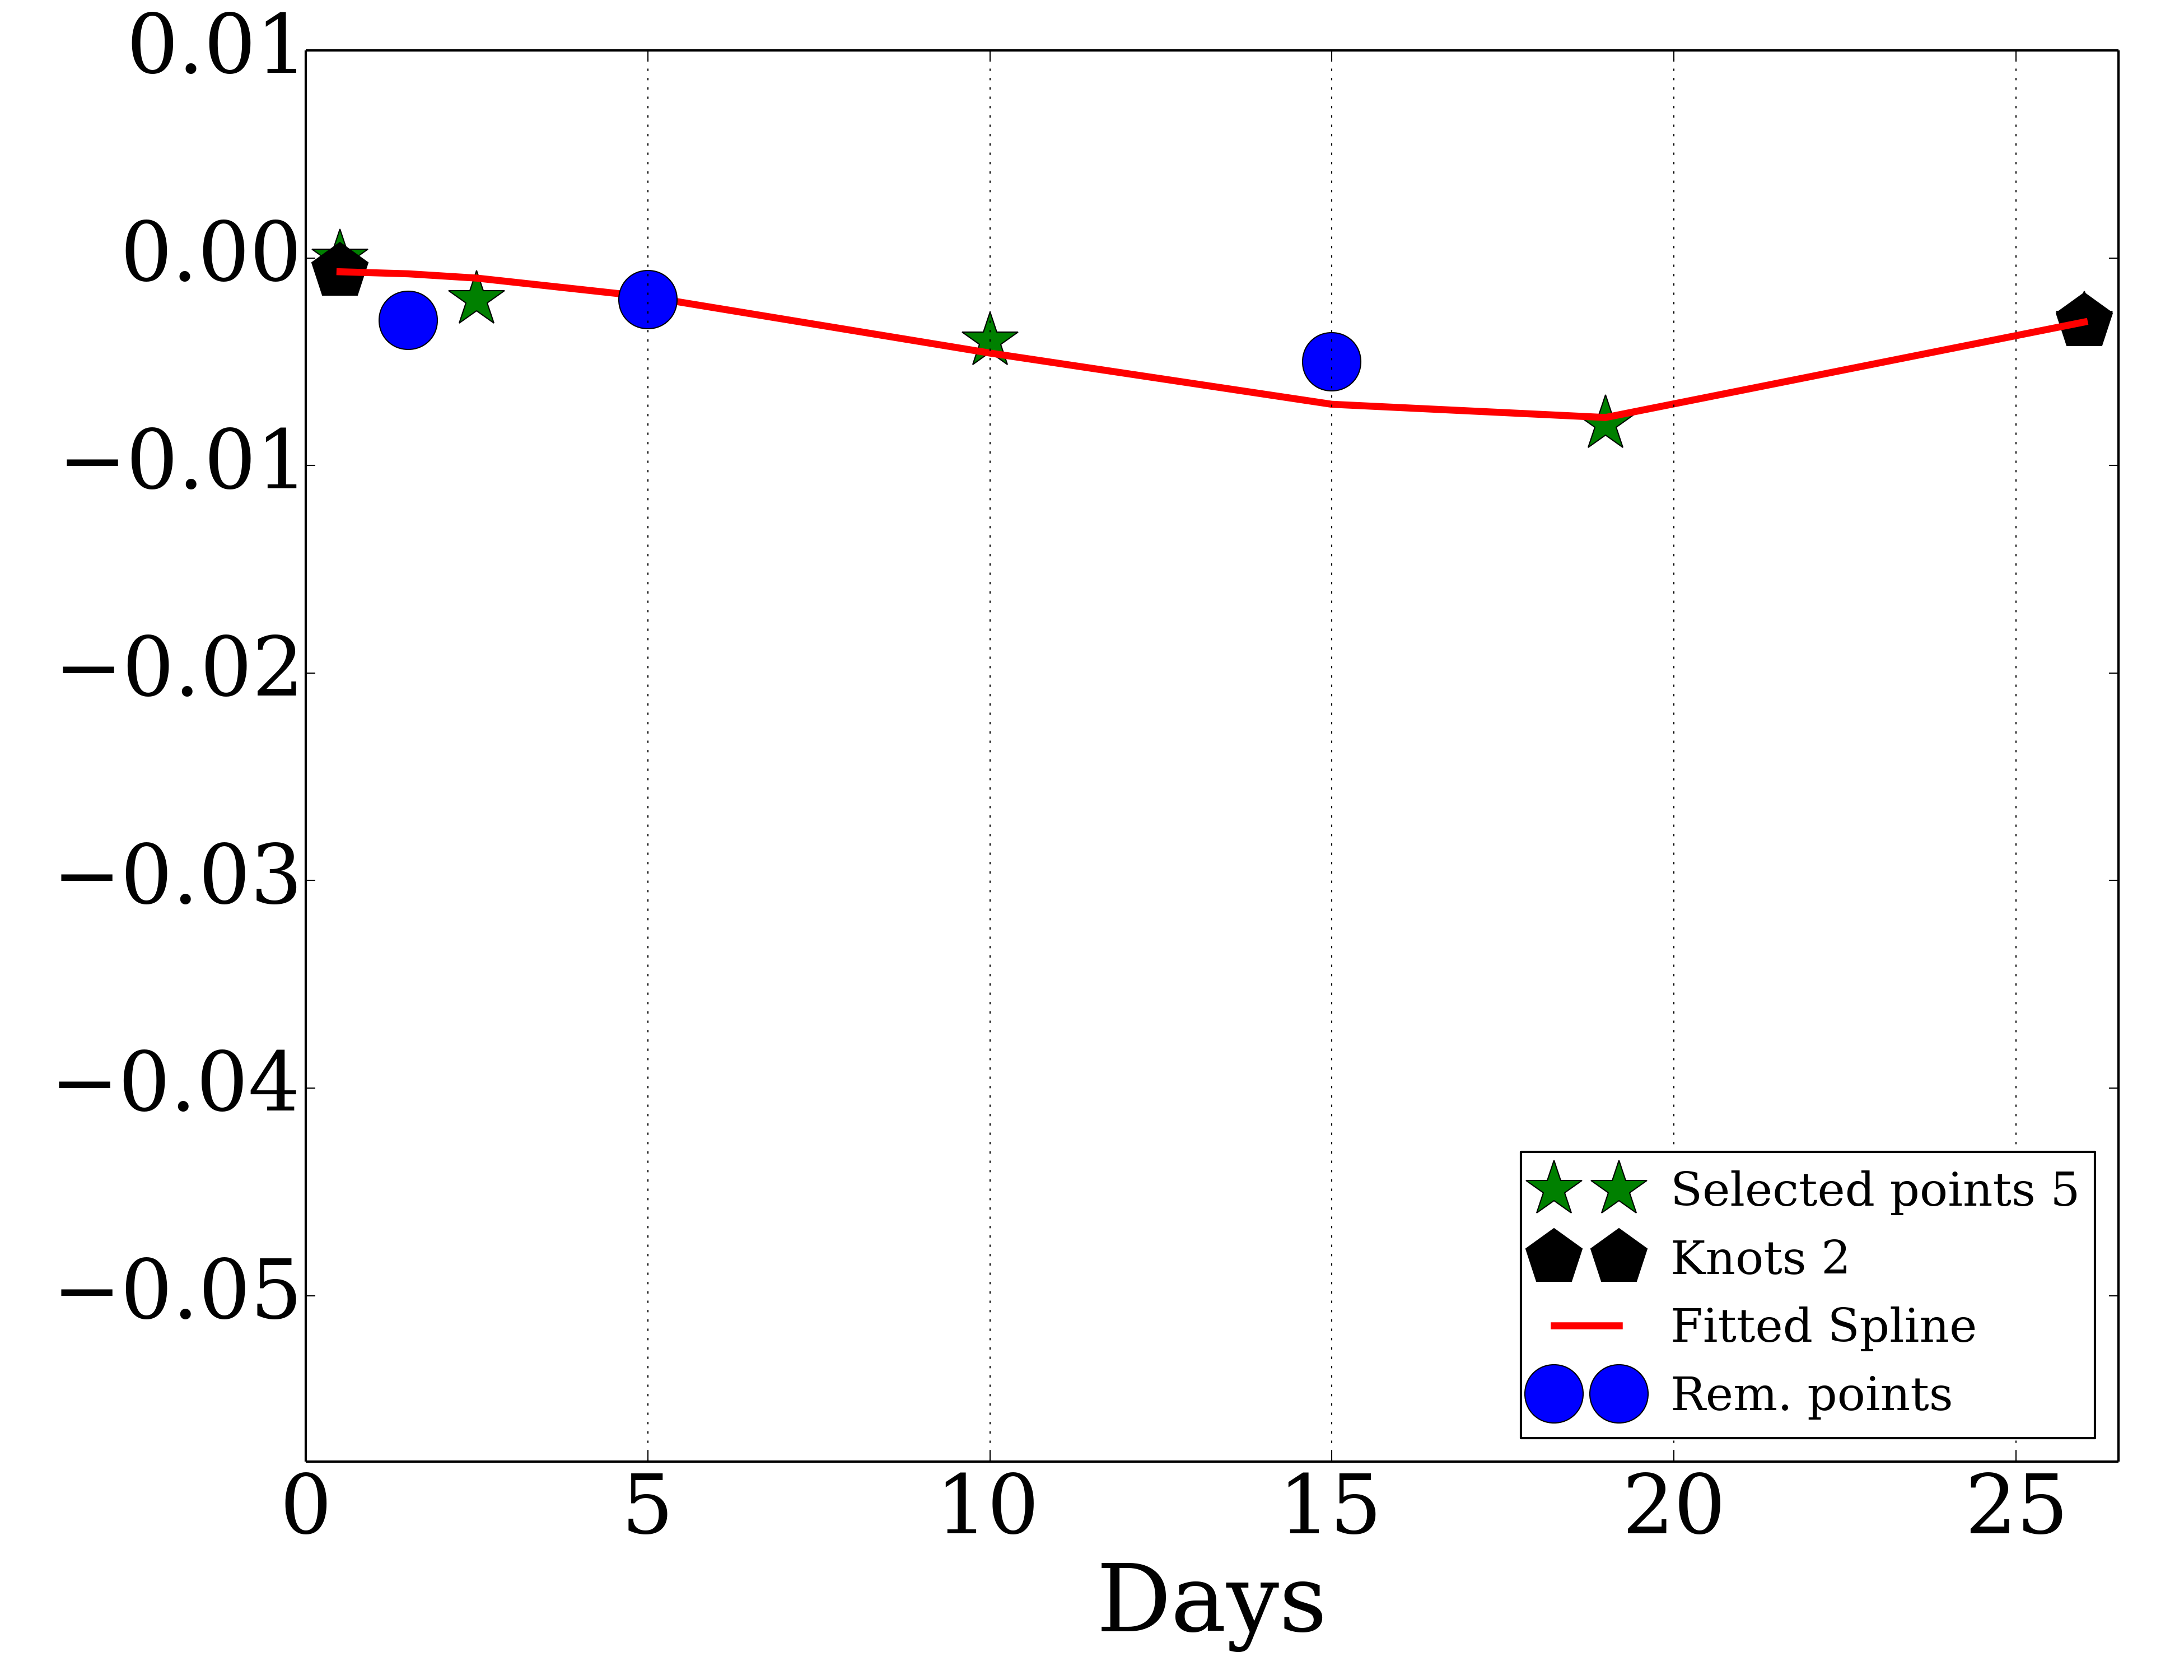 0.01
0.00
−0.01
−0.02
−0.03
−0.04
−0.05
0 5 10 15 20 25
Days
Selected points 5
Knots 2
Fitted Spline
Rem. points